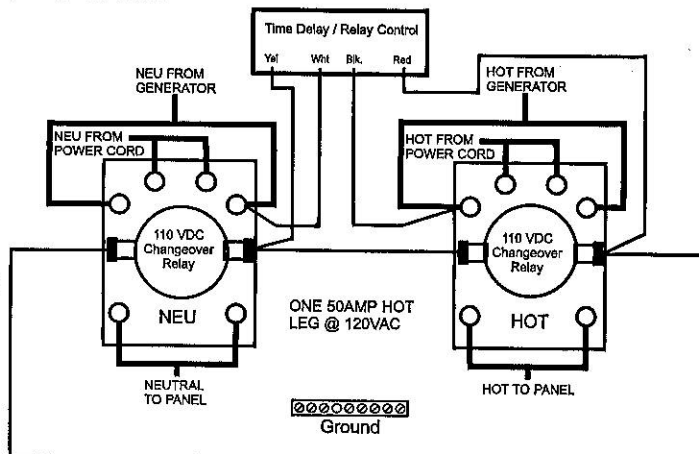 Time Delay / Relay Control
Yel Wht Blk. Red
NEU FROM
GENERATOR
HOT FROM
GENERATOR
NEU FROM
POWER CORD
HOT FROM
POWER CORD
110 VDC
Changeover
Relay
110 VDC
Changeover
Relay
NEU
ONE 50AMP HOT
LEG @ 120VAC
HOT
NEUTRAL
TO PANEL
HOT TO PANEL
Ground